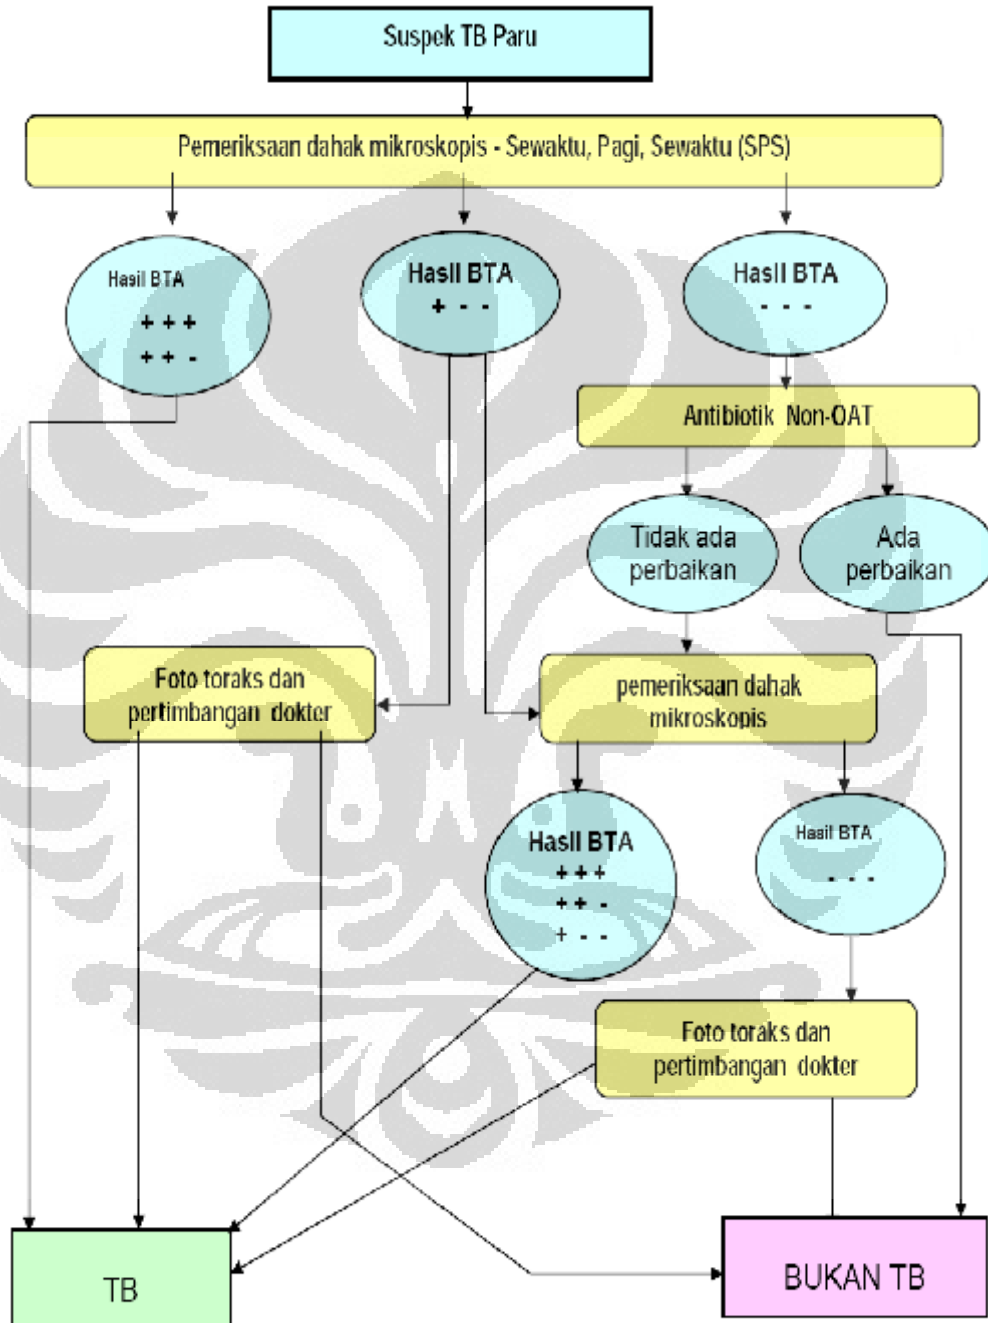 Suspek TB Paru
Pemeriksaan dahak mikroskopis - Sewaktu, Pagi, Sewaktu (SPS)
Hasil BTA
+ + +
+ + -
Hasil BTA
+ - -
Hasil BTA
- - -
Antibiotik Non-OAT
Tidak ada
perbaikan
Ada
perbaikan
Foto toraks dan
pertimbangan dokter
pemeriksaan dahak
mikroskopis
Hasil BTA
+ + +
+ + -
+ - -
Hasil BTA
- - -
Foto toraks dan
pertimbangan dokter
TB
BUKAN TB